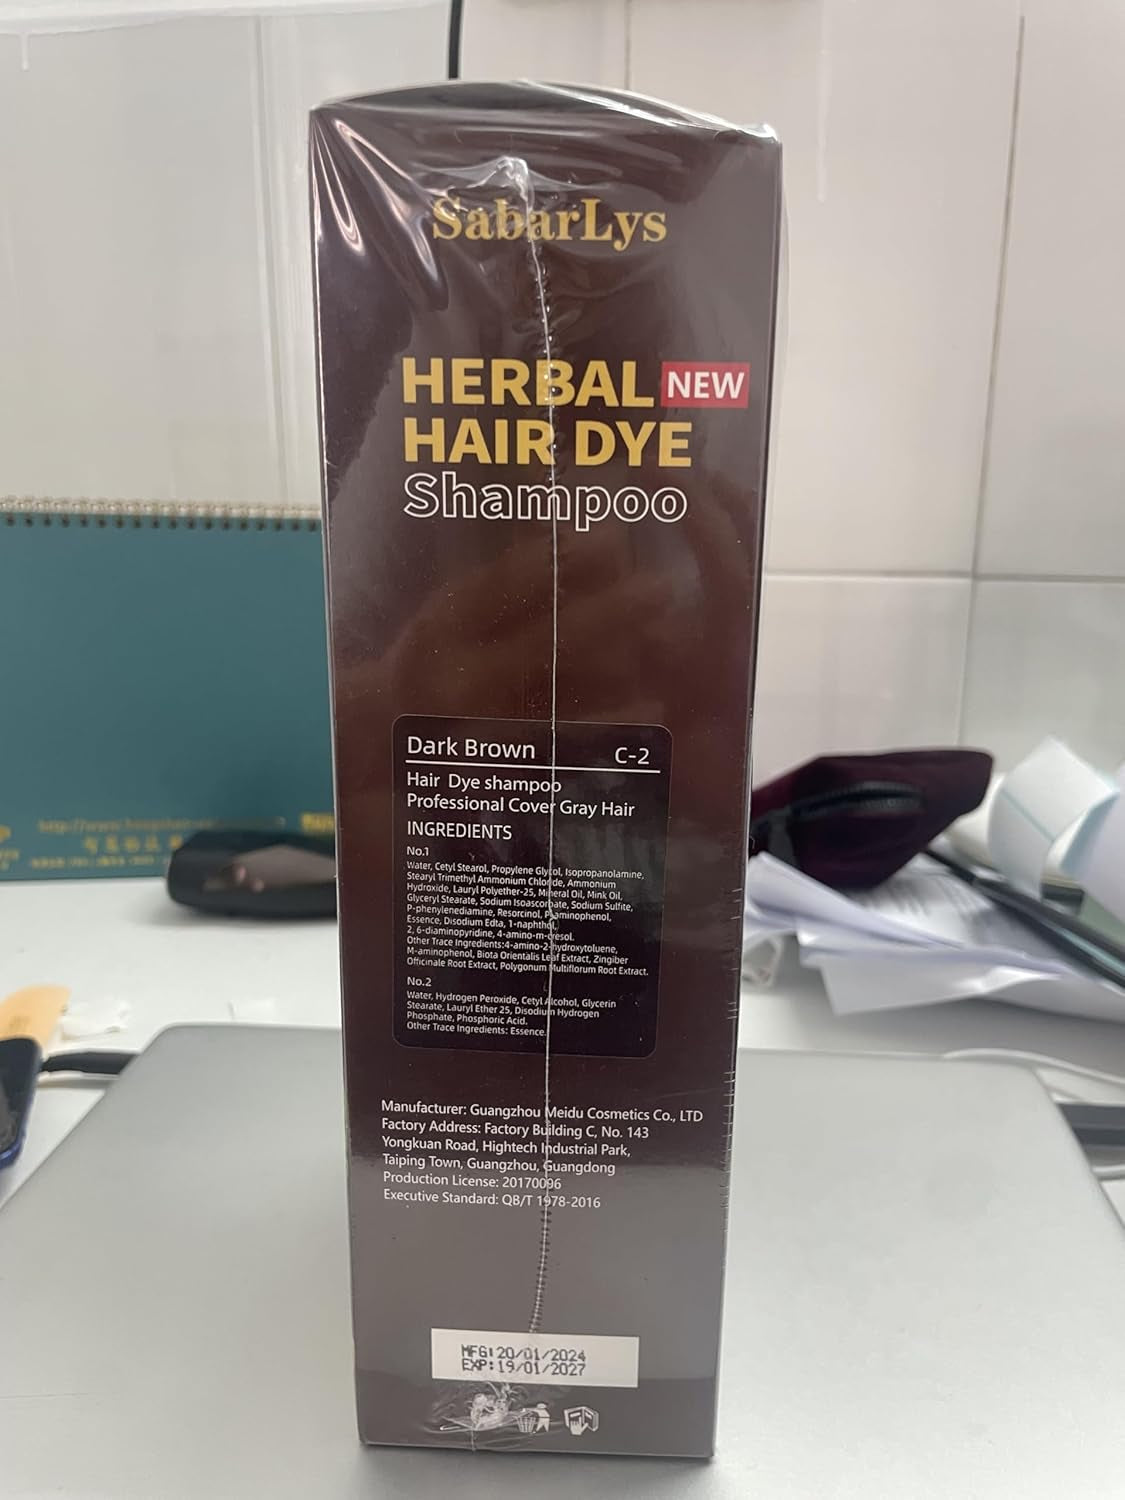 SabarLys
HERBAL NEW
HAIR DYE
Shampoo
Dark Brown C-2
Hair Dye shampoo
Professional Cover Gray Hair
INGREDIENTS
No.1
Water, Cetyl Stearol, Propylene Glycol, Isopropanolamine,
Stearyl Trimethyl Ammonium Chloride, Ammonium
Hydroxide, Lauryl Polyether-25, Mineral Oil, Mink Oil,
Glyceryl Stearate, Sodium Isoascorbate, Sodium Sulfite,
P-phenylenediamine, Resorcinol, P-aminophenol,
Essence, Disodium Edta, 1-naphthol,
2, 6-diaminopyridine, 4-amino-m-cresol.
Other Trace Ingredients:4-amino-2-hydroxytoluene,
M-aminophenol, Biota Orientalis Leaf Extract, Zingiber
Officinale Root Extract, Polygonum Multiflorum Root Extract.
No.2
Water, Hydrogen Peroxide, Cetyl Alcohol, Glycerin
Stearate, Lauryl Ether 25, Disodium Hydrogen
Phosphate, Phosphoric Acid.
Other Trace Ingredients: Essence.
Manufacturer: Guangzhou Meidu Cosmetics Co., LTD
Factory Address: Factory Building C, No. 143
Yongkuan Road, Hightech Industrial Park,
Taiping Town, Guangzhou, Guangdong
Production License: 20170096
Executive Standard: QB/T 1978-2016
MFG:20/01/2024
EXP:19/01/2027